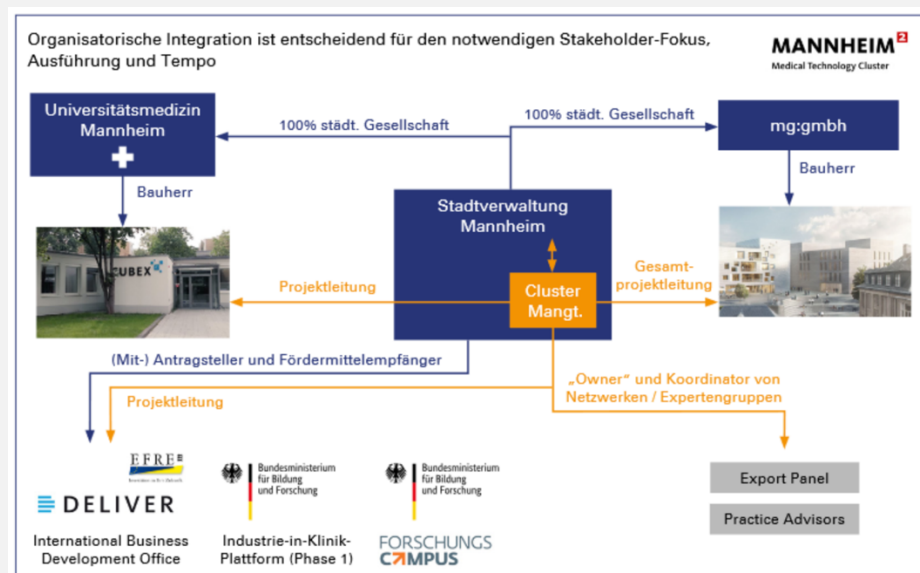 Organisatorische Integration ist entscheidend für den notwendigen Stakeholder-Fokus,
Ausführung und Tempo
MANNHEIM 2
Medical Technology Cluster
Universitätsmedizin
Mannheim
100% städt. Gesellschaft
100% städt. Gesellschaft
mg:gmbh
Bauherr
Bauherr
Stadtverwaltung
Mannheim
CUBEX
Projektleitung
Cluster
Mangt.
Gesamt-
projektleitung
(Mit-) Antragsteller und Fördermittelempfänger
Projektleitung
„Owner“ und Koordinator von
Netzwerken / Expertengruppen
EFRE
DELIVER
International Business
Development Office
Bundesministerium
für Bildung
und Forschung
Industrie-in-Klinik-
Plattform (Phase 1)
Bundesministerium
für Bildung
und Forschung
FORSCHUNGS
CAMPUS
Export Panel
Practice Advisors